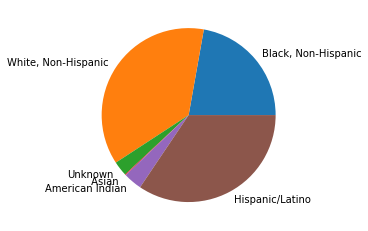 Black, Non-Hispanic
White, Non-Hispanic
Unknown
Asian
American Indian
Hispanic/Latino